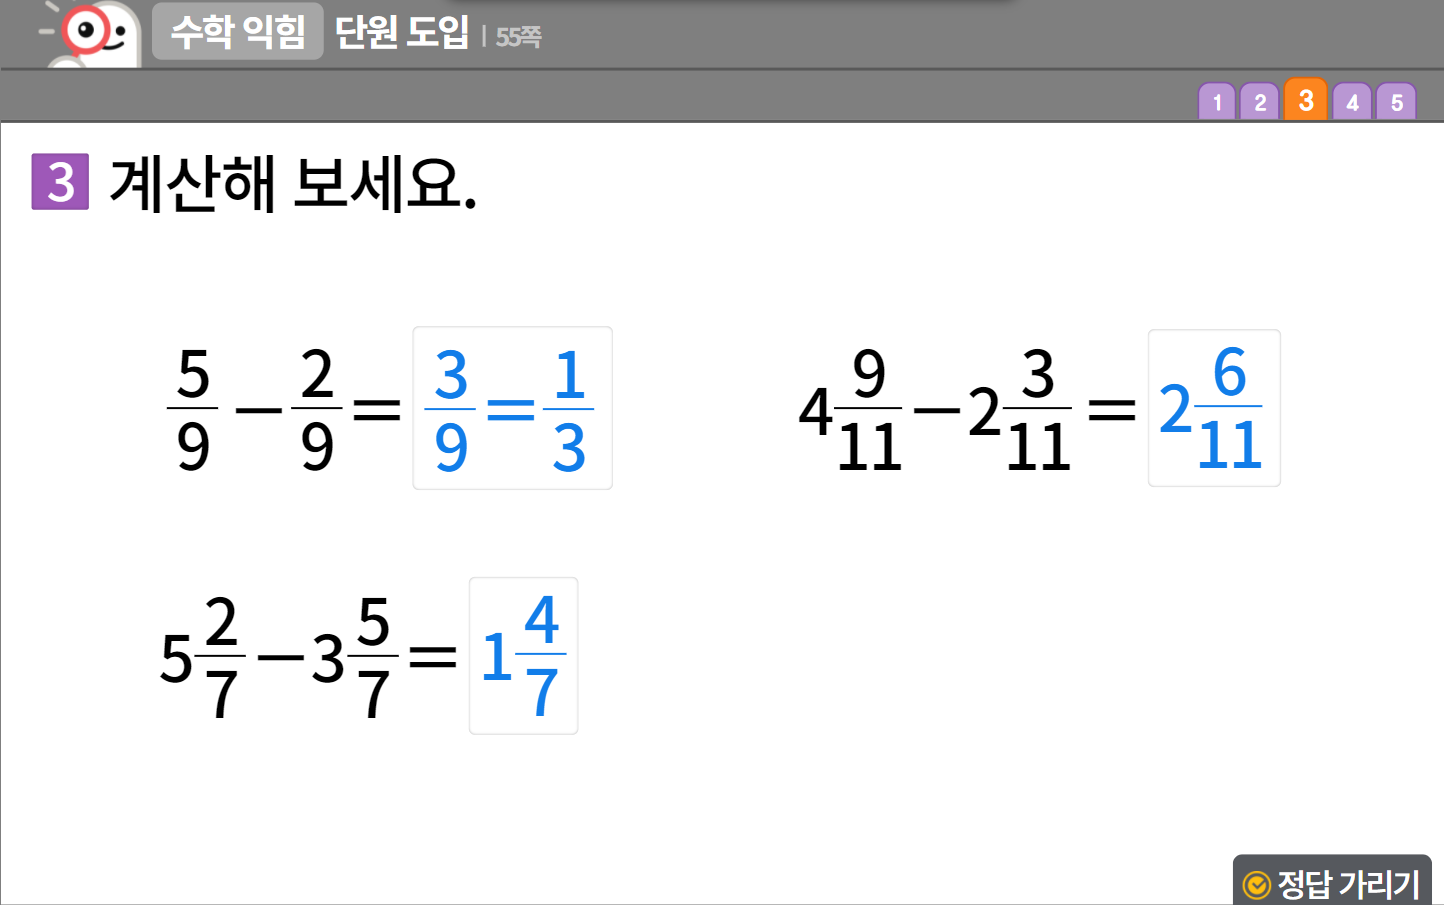 수학 익힘 단원 도입 | 55쪽
1 2 3 4 5
3 계산해 보세요.
5/9 − 2/9 = 3/9 = 1/3
4 9/11 − 2 3/11 = 2 6/11
5 2/7 − 3 5/7 = 1 4/7
정답 가리기